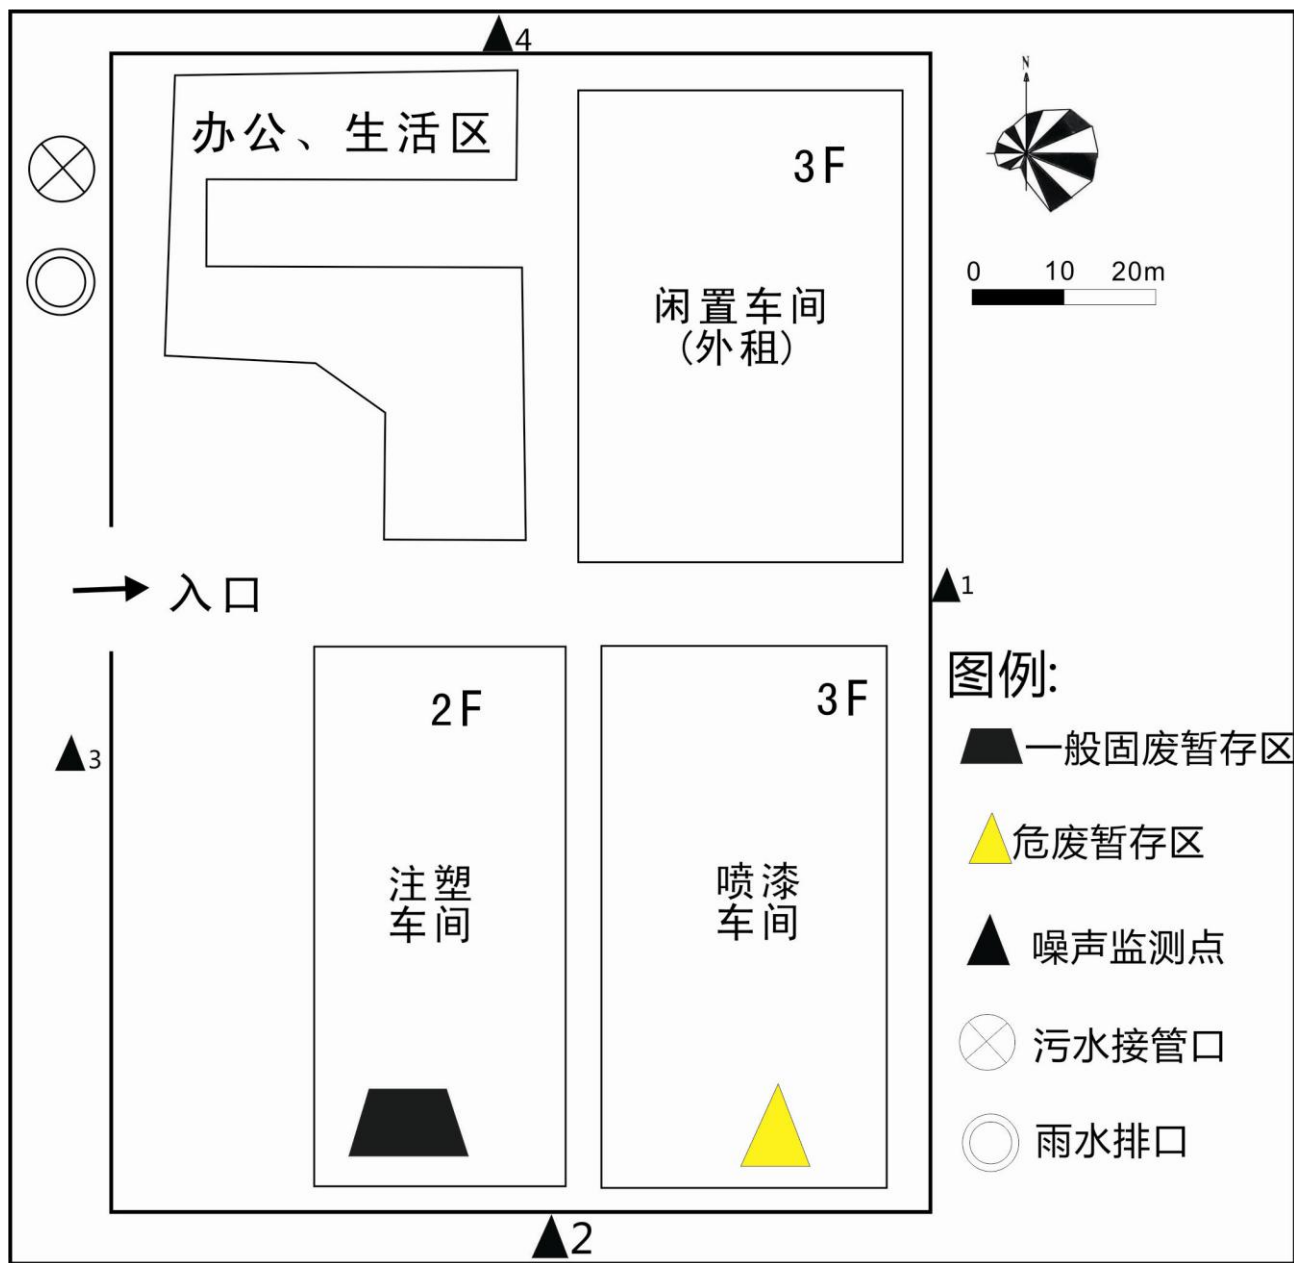 4
办公、生活区
3F
N
0 10 20m
闲置车间
(外租)
入口
1
图例:
2F
3F
一般固废暂存区
3
危废暂存区
注塑
车间
喷漆
车间
噪声监测点
污水接管口
雨水排口
2